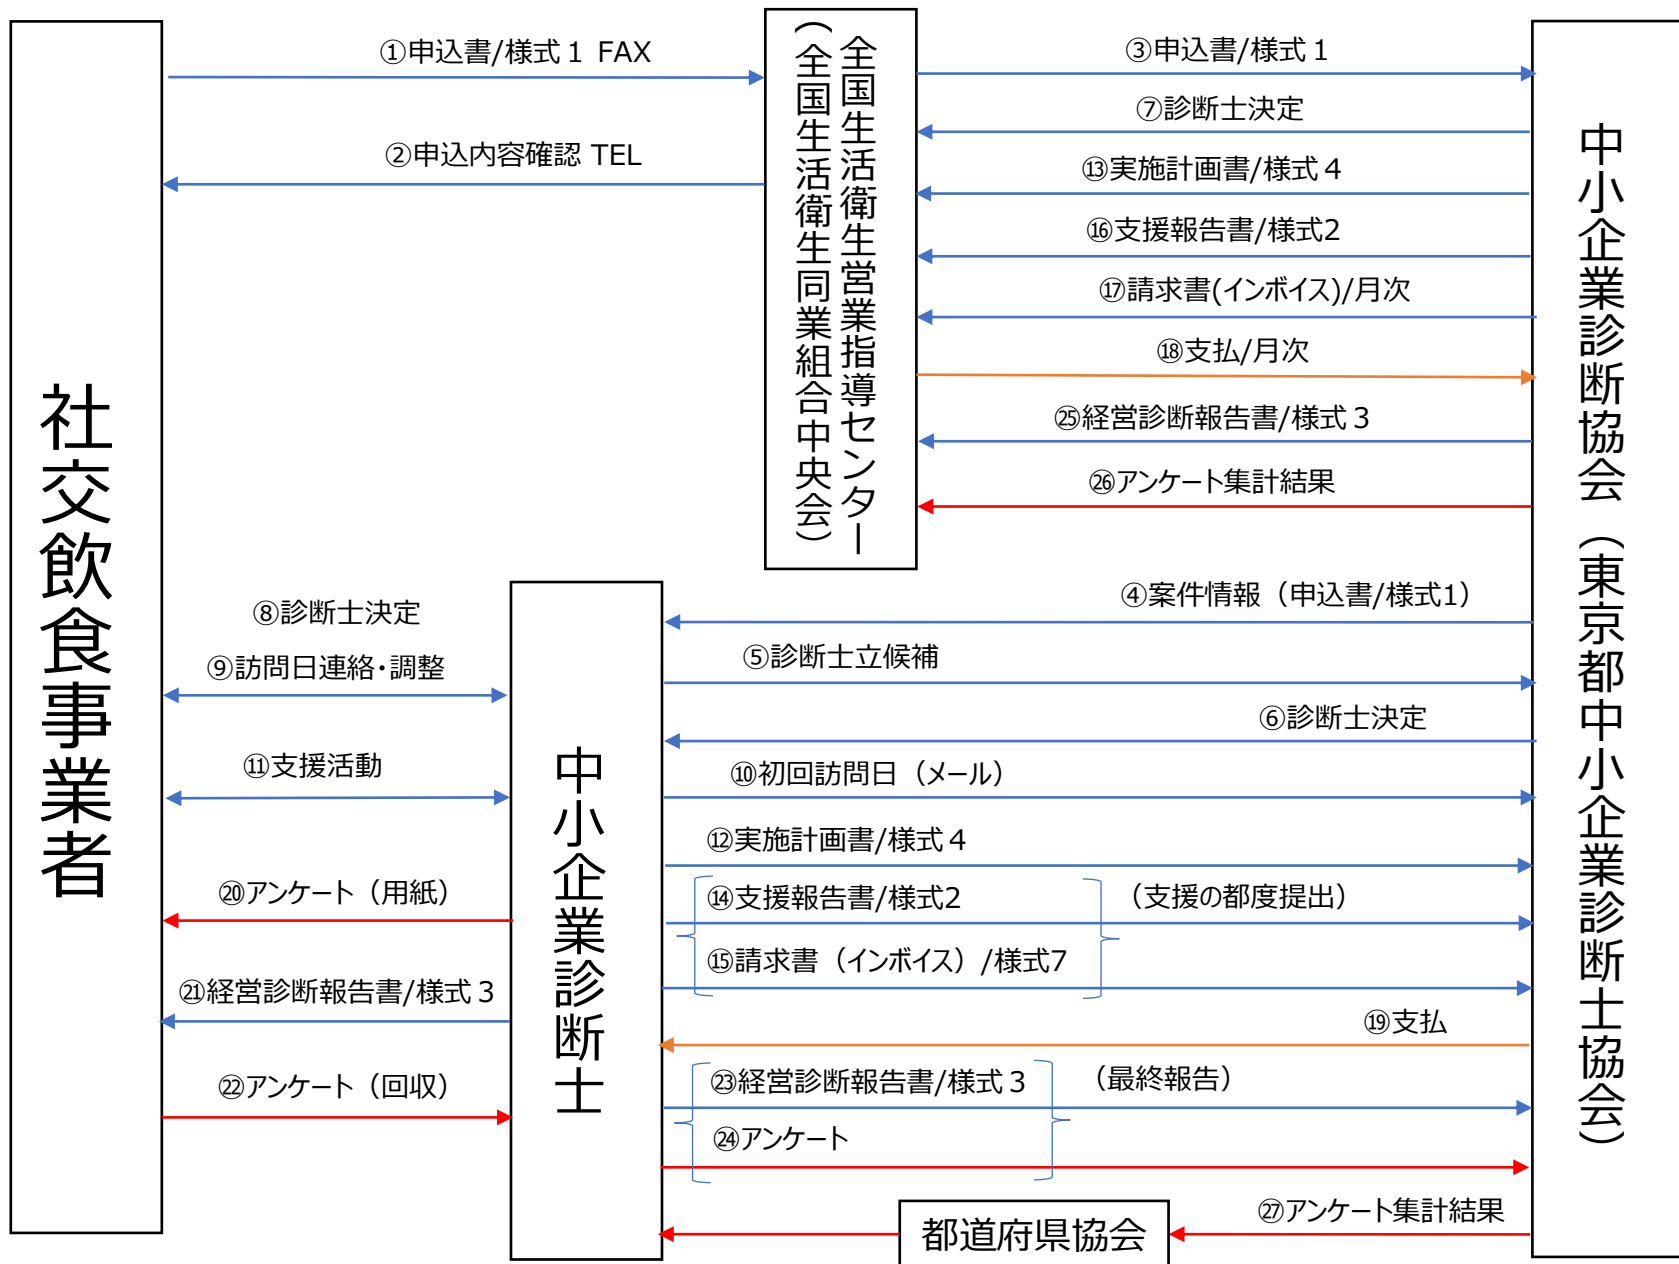 社交飲食事業者
①申込書/様式１ FAX
②申込内容確認 TEL
全国生活衛生営業指導センター
（全国生活衛生同業組合中央会）
③申込書/様式１
⑦診断士決定
⑬実施計画書/様式４
⑯支援報告書/様式2
⑰請求書(インボイス)/月次
⑱支払/月次
㉕経営診断報告書/様式３
㉖アンケート集計結果
中小企業診断協会（東京都中小企業診断士協会）
⑧診断士決定
⑨訪問日連絡・調整
⑪支援活動
⑳アンケート（用紙）
㉑経営診断報告書/様式３
㉒アンケート（回収）
中小企業診断士
④案件情報（申込書/様式1）
⑤診断士立候補
⑥診断士決定
⑩初回訪問日（メール）
⑫実施計画書/様式４
⑭支援報告書/様式2
（支援の都度提出）
⑮請求書（インボイス）/様式7
⑲支払
㉓経営診断報告書/様式３
（最終報告）
㉔アンケート
㉗アンケート集計結果
都道府県協会